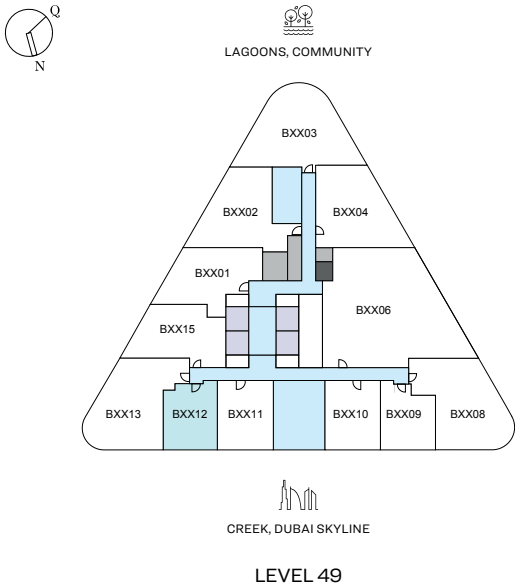 Q
N
LAGOONS, COMMUNITY
BXX03
BXX02
BXX04
BXX01
BXX06
BXX15
BXX13
BXX12
BXX11
BXX10
BXX09
BXX08
CREEK, DUBAI SKYLINE
LEVEL 49